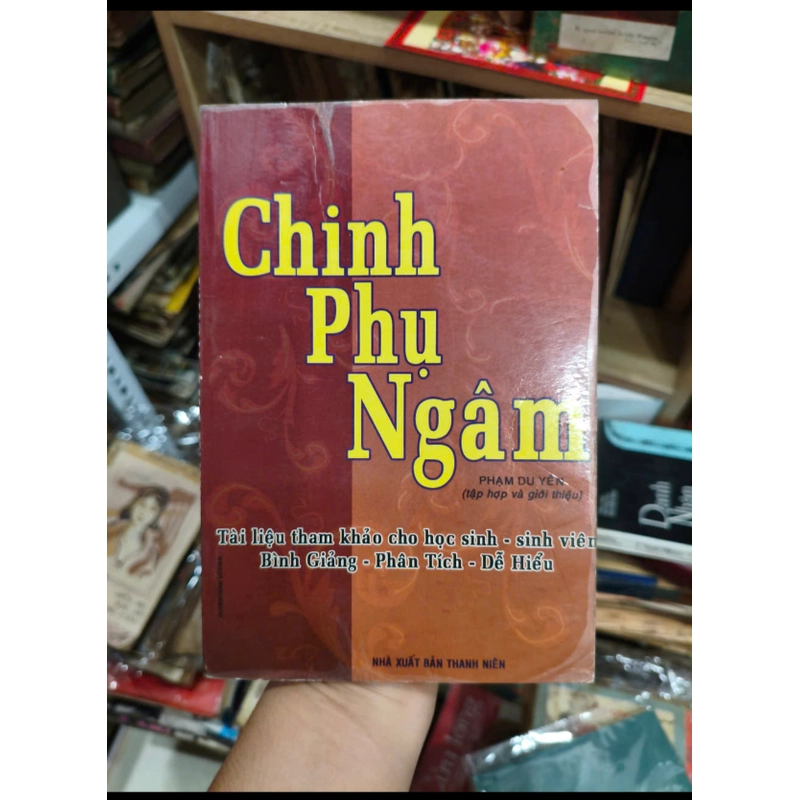 Chinh
Phụ
Ngâm
PHẠM DU YÊN
(tập hợp và giới thiệu)
Tài liệu tham khảo cho học sinh - sinh viên
Bình Giảng - Phân Tích - Dễ Hiểu
NHÀ XUẤT BẢN THANH NIÊN
Danh